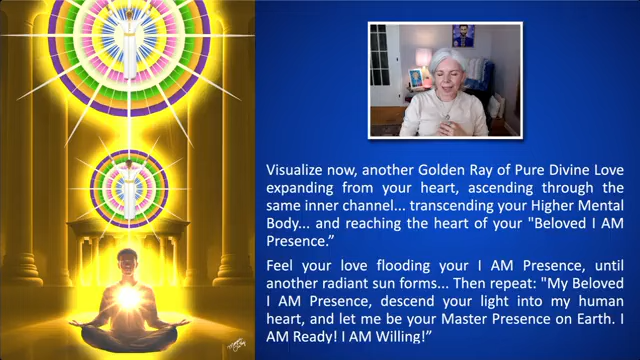 Visualize now, another Golden Ray of Pure Divine Love
expanding from your heart, ascending through the
same inner channel... transcending your Higher Mental
Body... and reaching the heart of your "Beloved I AM
Presence.”
Feel your love flooding your I AM Presence, until
another radiant sun forms... Then repeat: "My Beloved
I AM Presence, descend your light into my human
heart, and let me be your Master Presence on Earth. I
AM Ready! I AM Willing!”